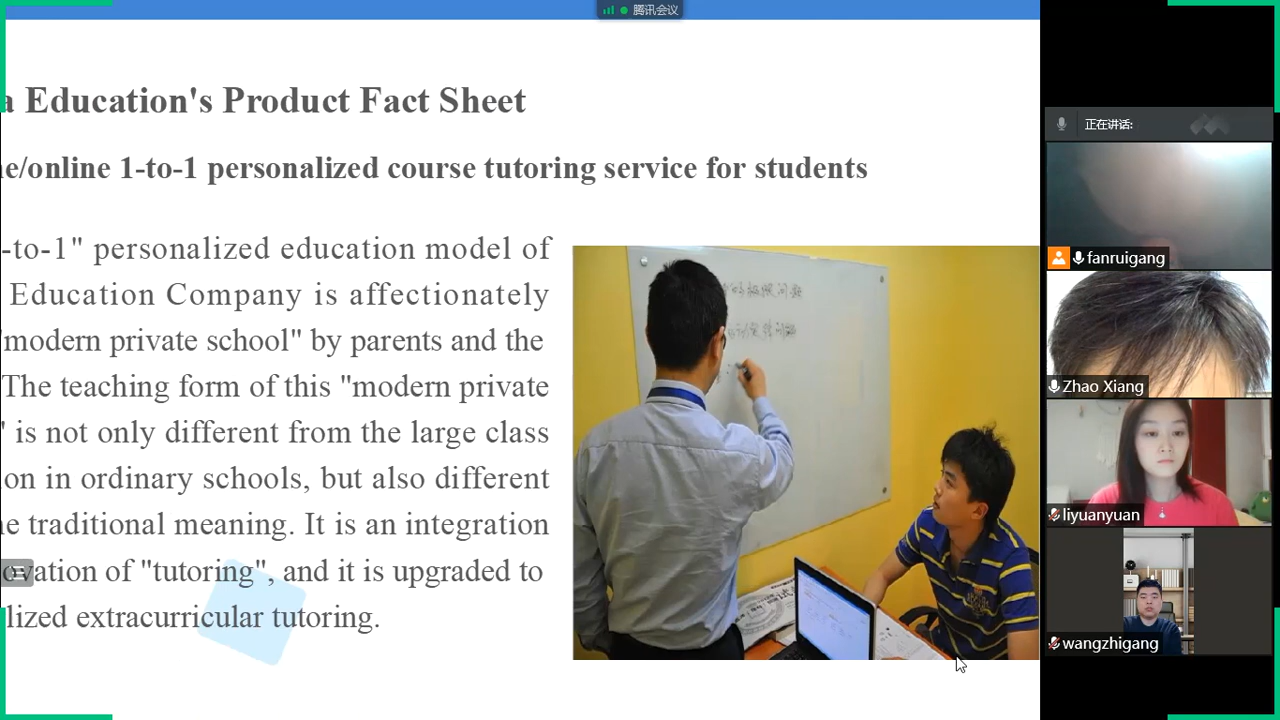 腾讯会议
a Education's Product Fact Sheet
e/online 1-to-1 personalized course tutoring service for students
-to-1" personalized education model of
Education Company is affectionately
"modern private school" by parents and the
The teaching form of this "modern private
" is not only different from the large class
on in ordinary schools, but also different
e traditional meaning. It is an integration
ovation of "tutoring", and it is upgraded to
lized extracurricular tutoring.
正在讲话:
fanruigang
Zhao Xiang
liyuanyuan
wangzhigang